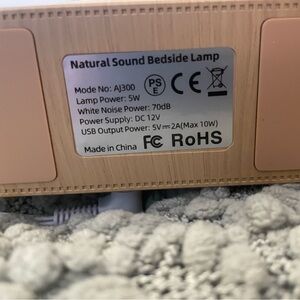 Natural Sound Bedside Lamp
Mode No: AJ300
Lamp Power: 5W
White Noise Power: 70dB
Power Supply: DC 12V
USB Output Power: 5V⎓2A(Max 10W)
Made in China FC RoHS
PS E CE